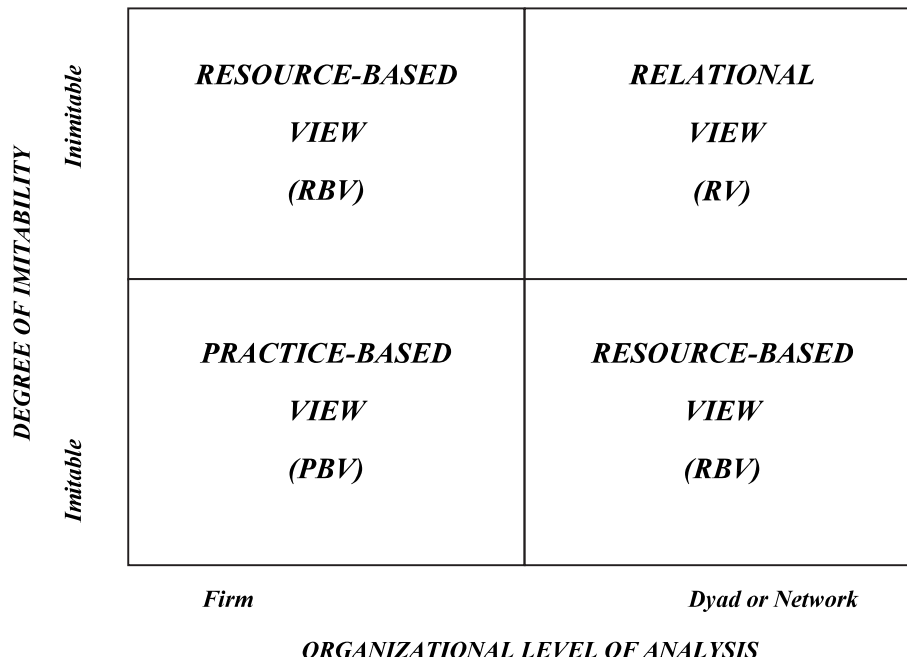 DEGREE OF IMITABILITY
Inimitable
Imitable
RESOURCE-BASED
VIEW
(RBV)
RELATIONAL
VIEW
(RV)
PRACTICE-BASED
VIEW
(PBV)
RESOURCE-BASED
VIEW
(RBV)
Firm
Dyad or Network
ORGANIZATIONAL LEVEL OF ANALYSIS